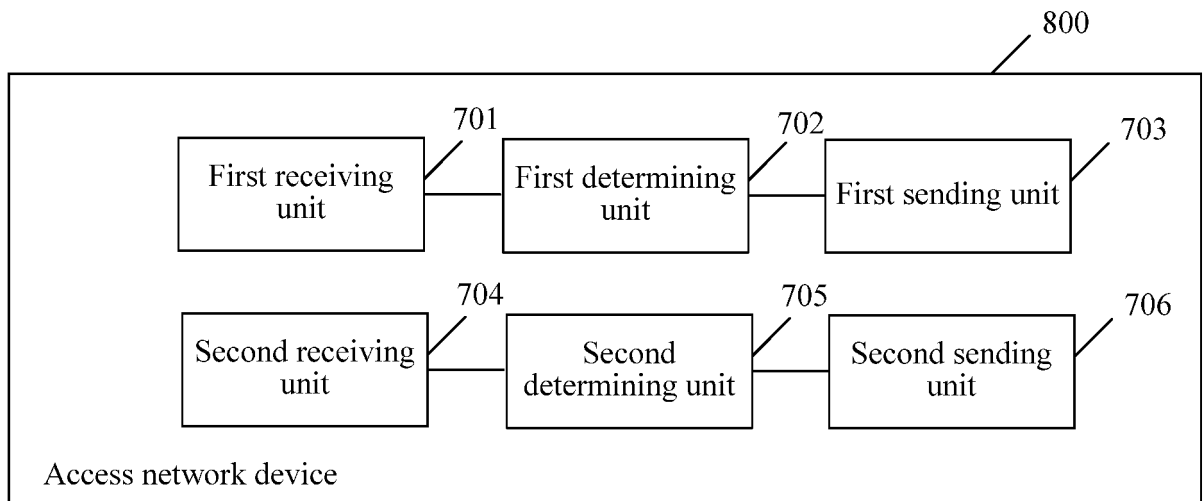 800
701
702
703
First receiving
unit
First determining
unit
First sending unit
704
705
706
Second receiving
unit
Second
determining unit
Second sending
unit
Access network device